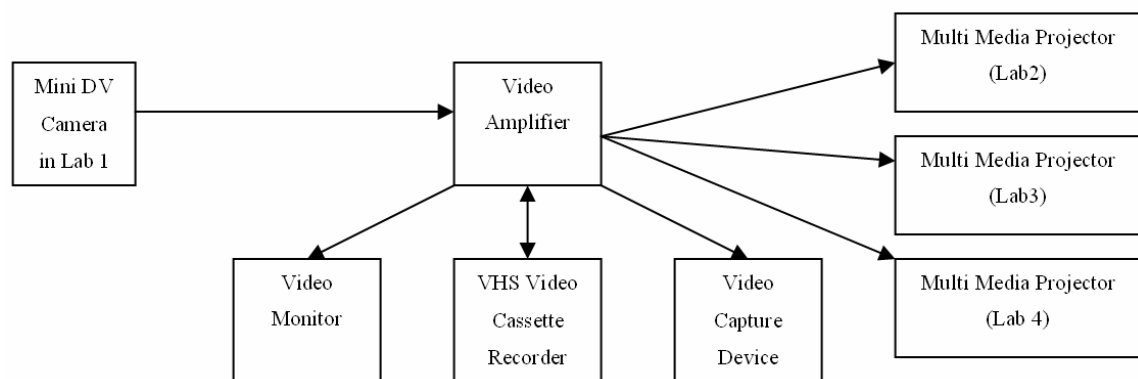 Mini DV
Camera
in Lab 1
Video
Amplifier
Multi Media Projector
(Lab2)
Multi Media Projector
(Lab3)
Multi Media Projector
(Lab 4)
Video
Monitor
VHS Video
Cassette
Recorder
Video
Capture
Device